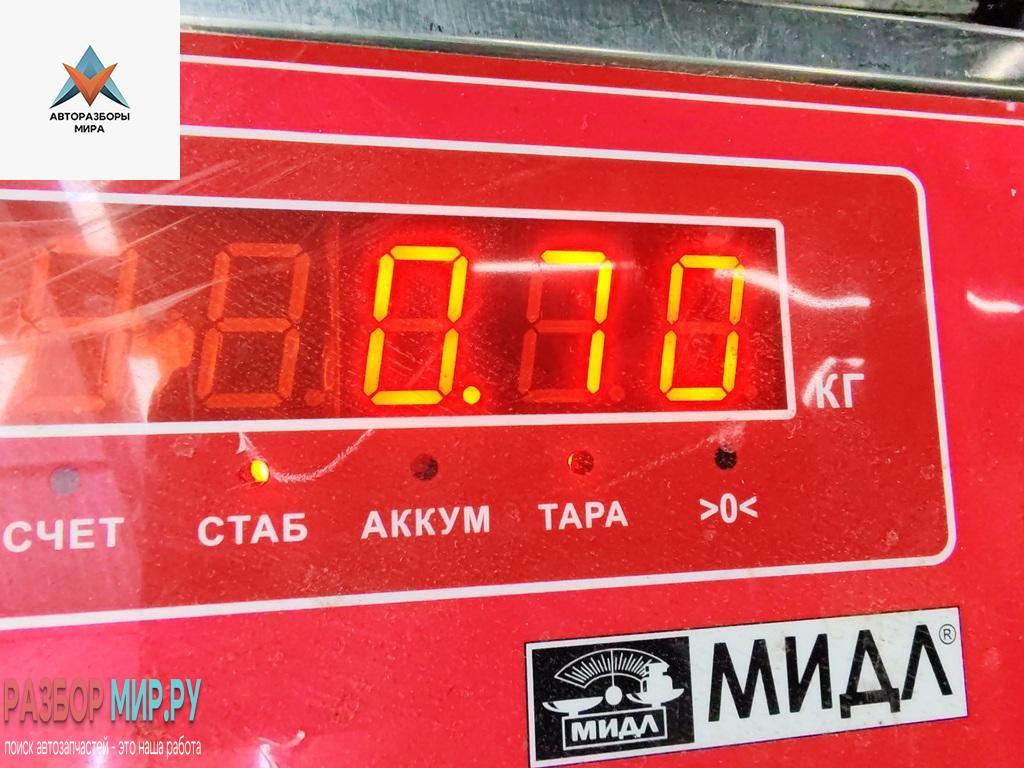 АВТОРАЗБОРЫ
МИРА
0.70
КГ
СЧЕТ СТАБ АККУМ ТАРА >0<
МИДЛ МИДЛ®
РАЗБОР МИР.РУ
поиск автозапчастей - это наша работа